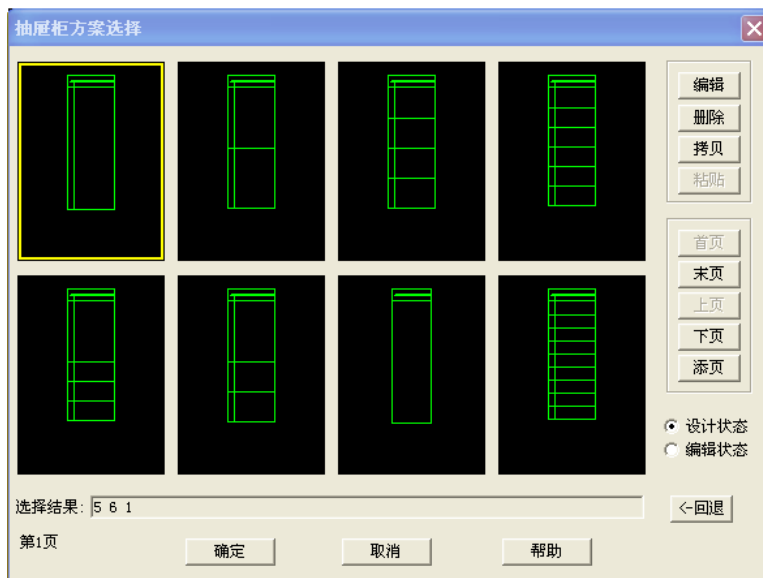 抽屉柜方案选择
编辑
删除
拷贝
粘贴
首页
末页
上页
下页
添页
设计状态
编辑状态
选择结果: 5 6 1
<-回退
第1页
确定
取消
帮助